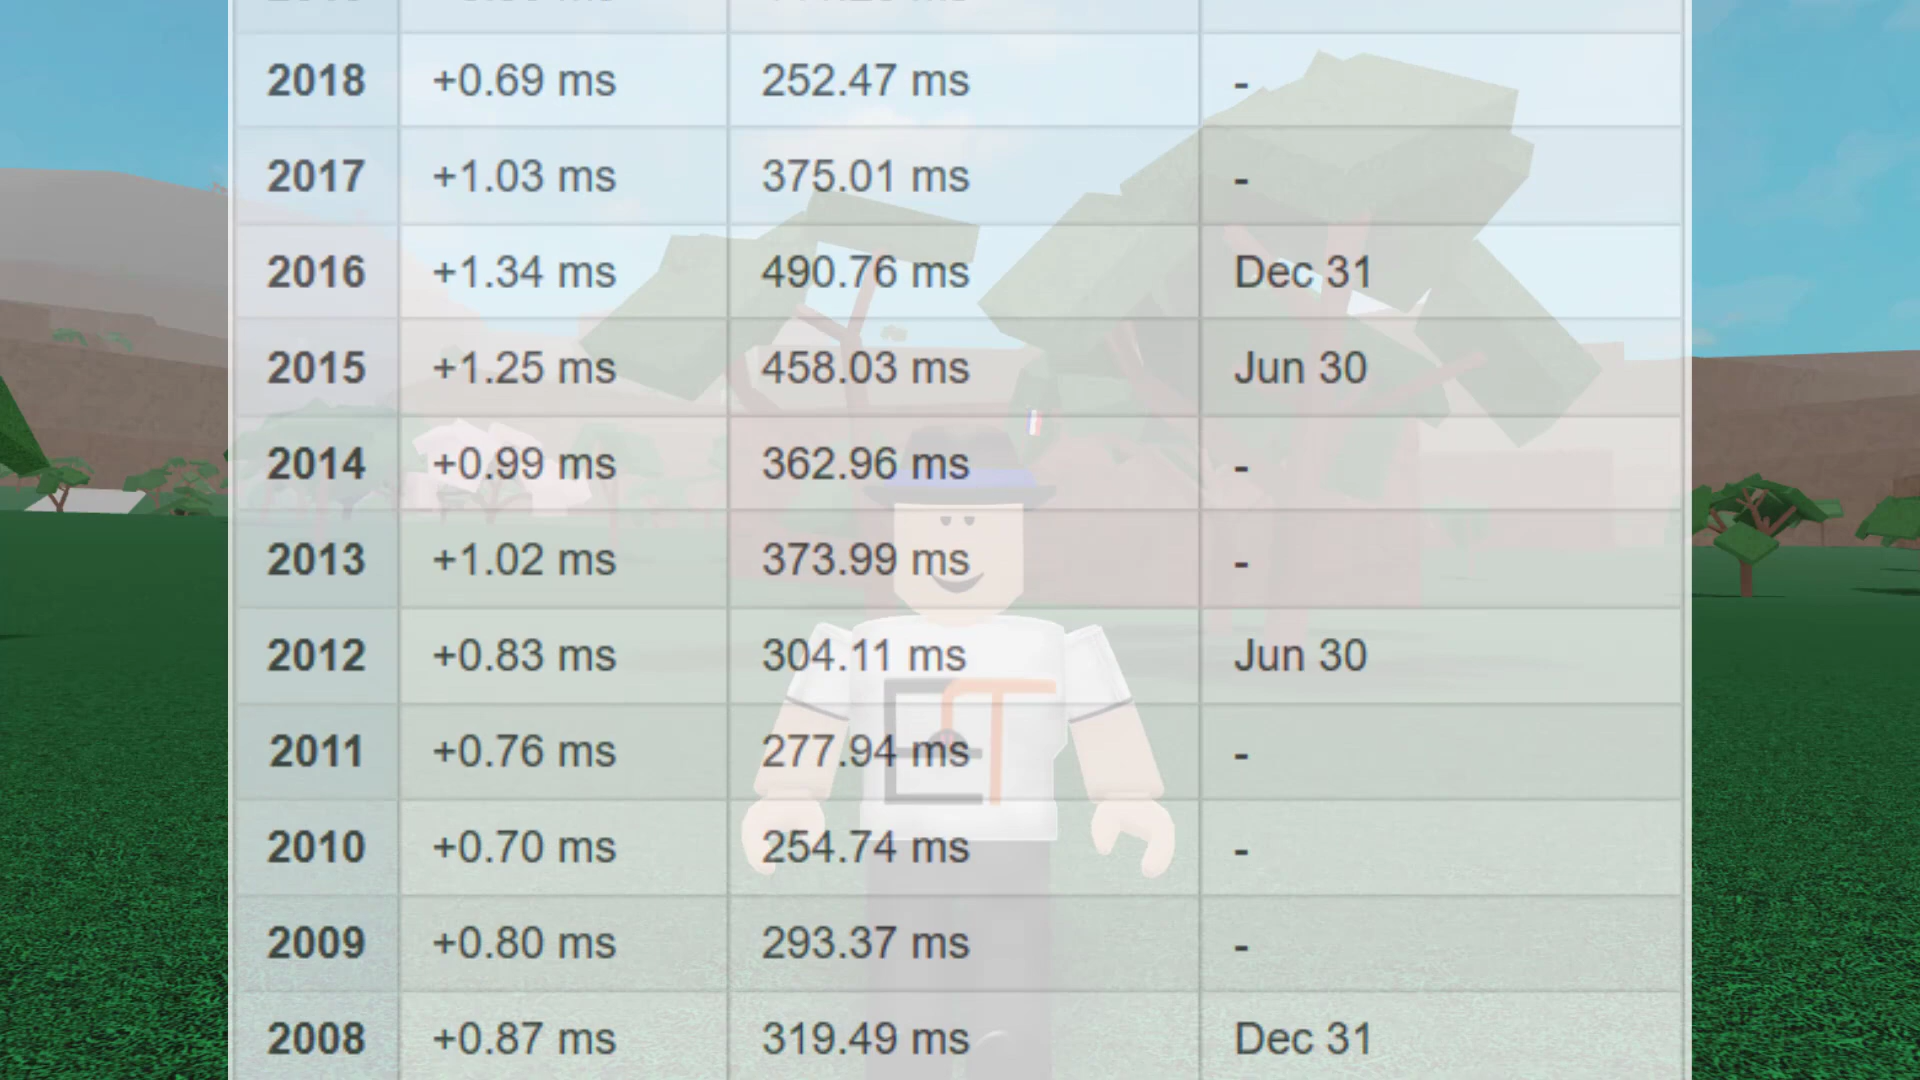 2018 +0.69 ms 252.47 ms -
2017 +1.03 ms 375.01 ms -
2016 +1.34 ms 490.76 ms Dec 31
2015 +1.25 ms 458.03 ms Jun 30
2014 +0.99 ms 362.96 ms -
2013 +1.02 ms 373.99 ms -
2012 +0.83 ms 304.11 ms Jun 30
2011 +0.76 ms 277.94 ms -
2010 +0.70 ms 254.74 ms -
2009 +0.80 ms 293.37 ms -
2008 +0.87 ms 319.49 ms Dec 31